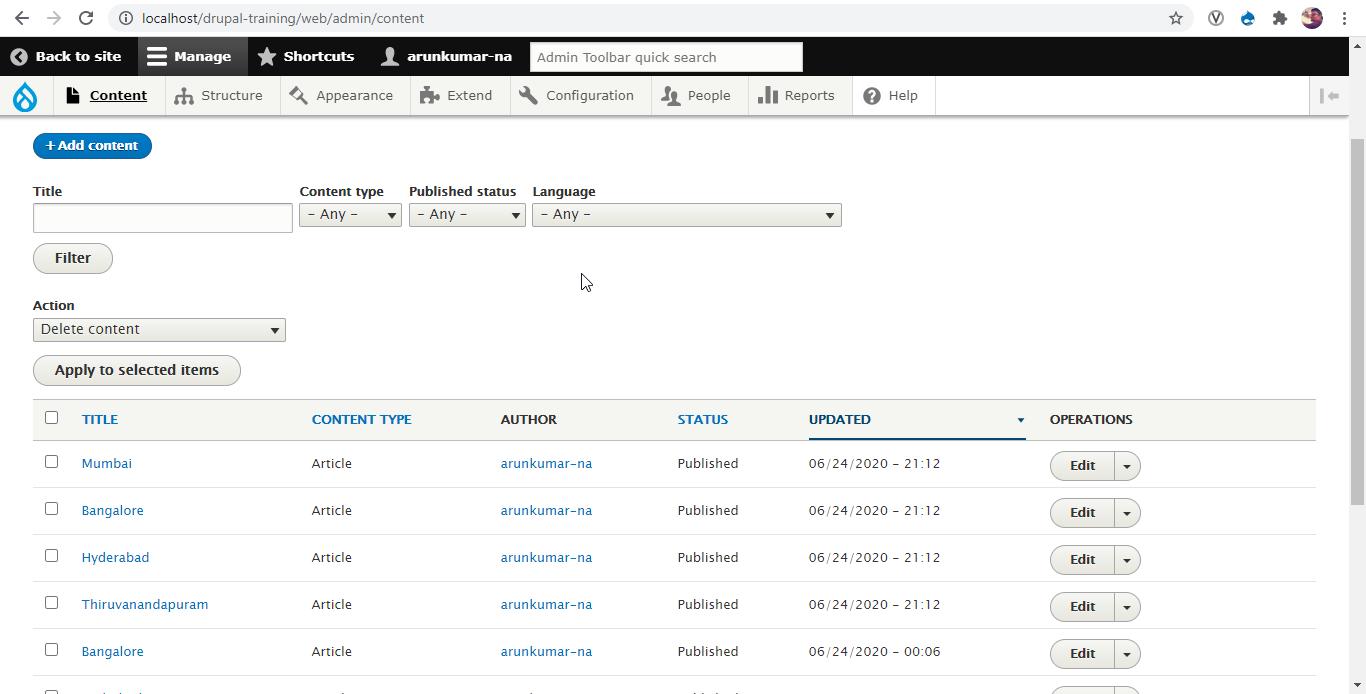 localhost/drupal-training/web/admin/content
Back to site Manage Shortcuts arunkumar-na Admin Toolbar quick search
Content Structure Appearance Extend Configuration People Reports Help
+ Add content
Title Content type Published status Language
- Any - - Any - - Any -
Filter
Action
Delete content
Apply to selected items
TITLE CONTENT TYPE AUTHOR STATUS UPDATED OPERATIONS
Mumbai Article arunkumar-na Published 06/24/2020 - 21:12 Edit
Bangalore Article arunkumar-na Published 06/24/2020 - 21:12 Edit
Hyderabad Article arunkumar-na Published 06/24/2020 - 21:12 Edit
Thiruvanandapuram Article arunkumar-na Published 06/24/2020 - 21:12 Edit
Bangalore Article arunkumar-na Published 06/24/2020 - 00:06 Edit